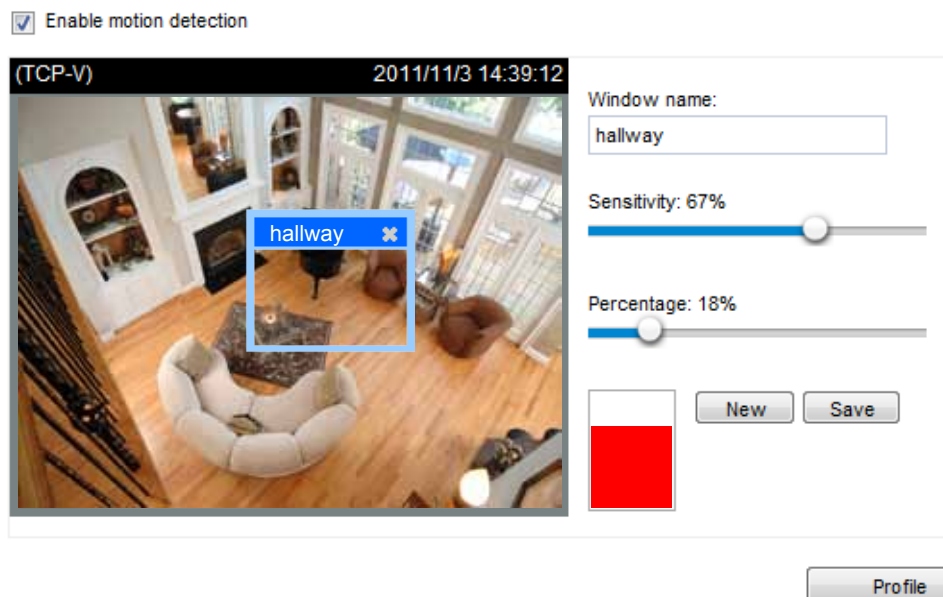 Enable motion detection
(TCP-V) 2011/11/3 14:39:12
hallway
Window name:
hallway
Sensitivity: 67%
Percentage: 18%
New Save
Profile